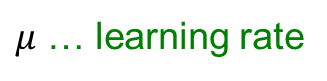 μ … learning rate